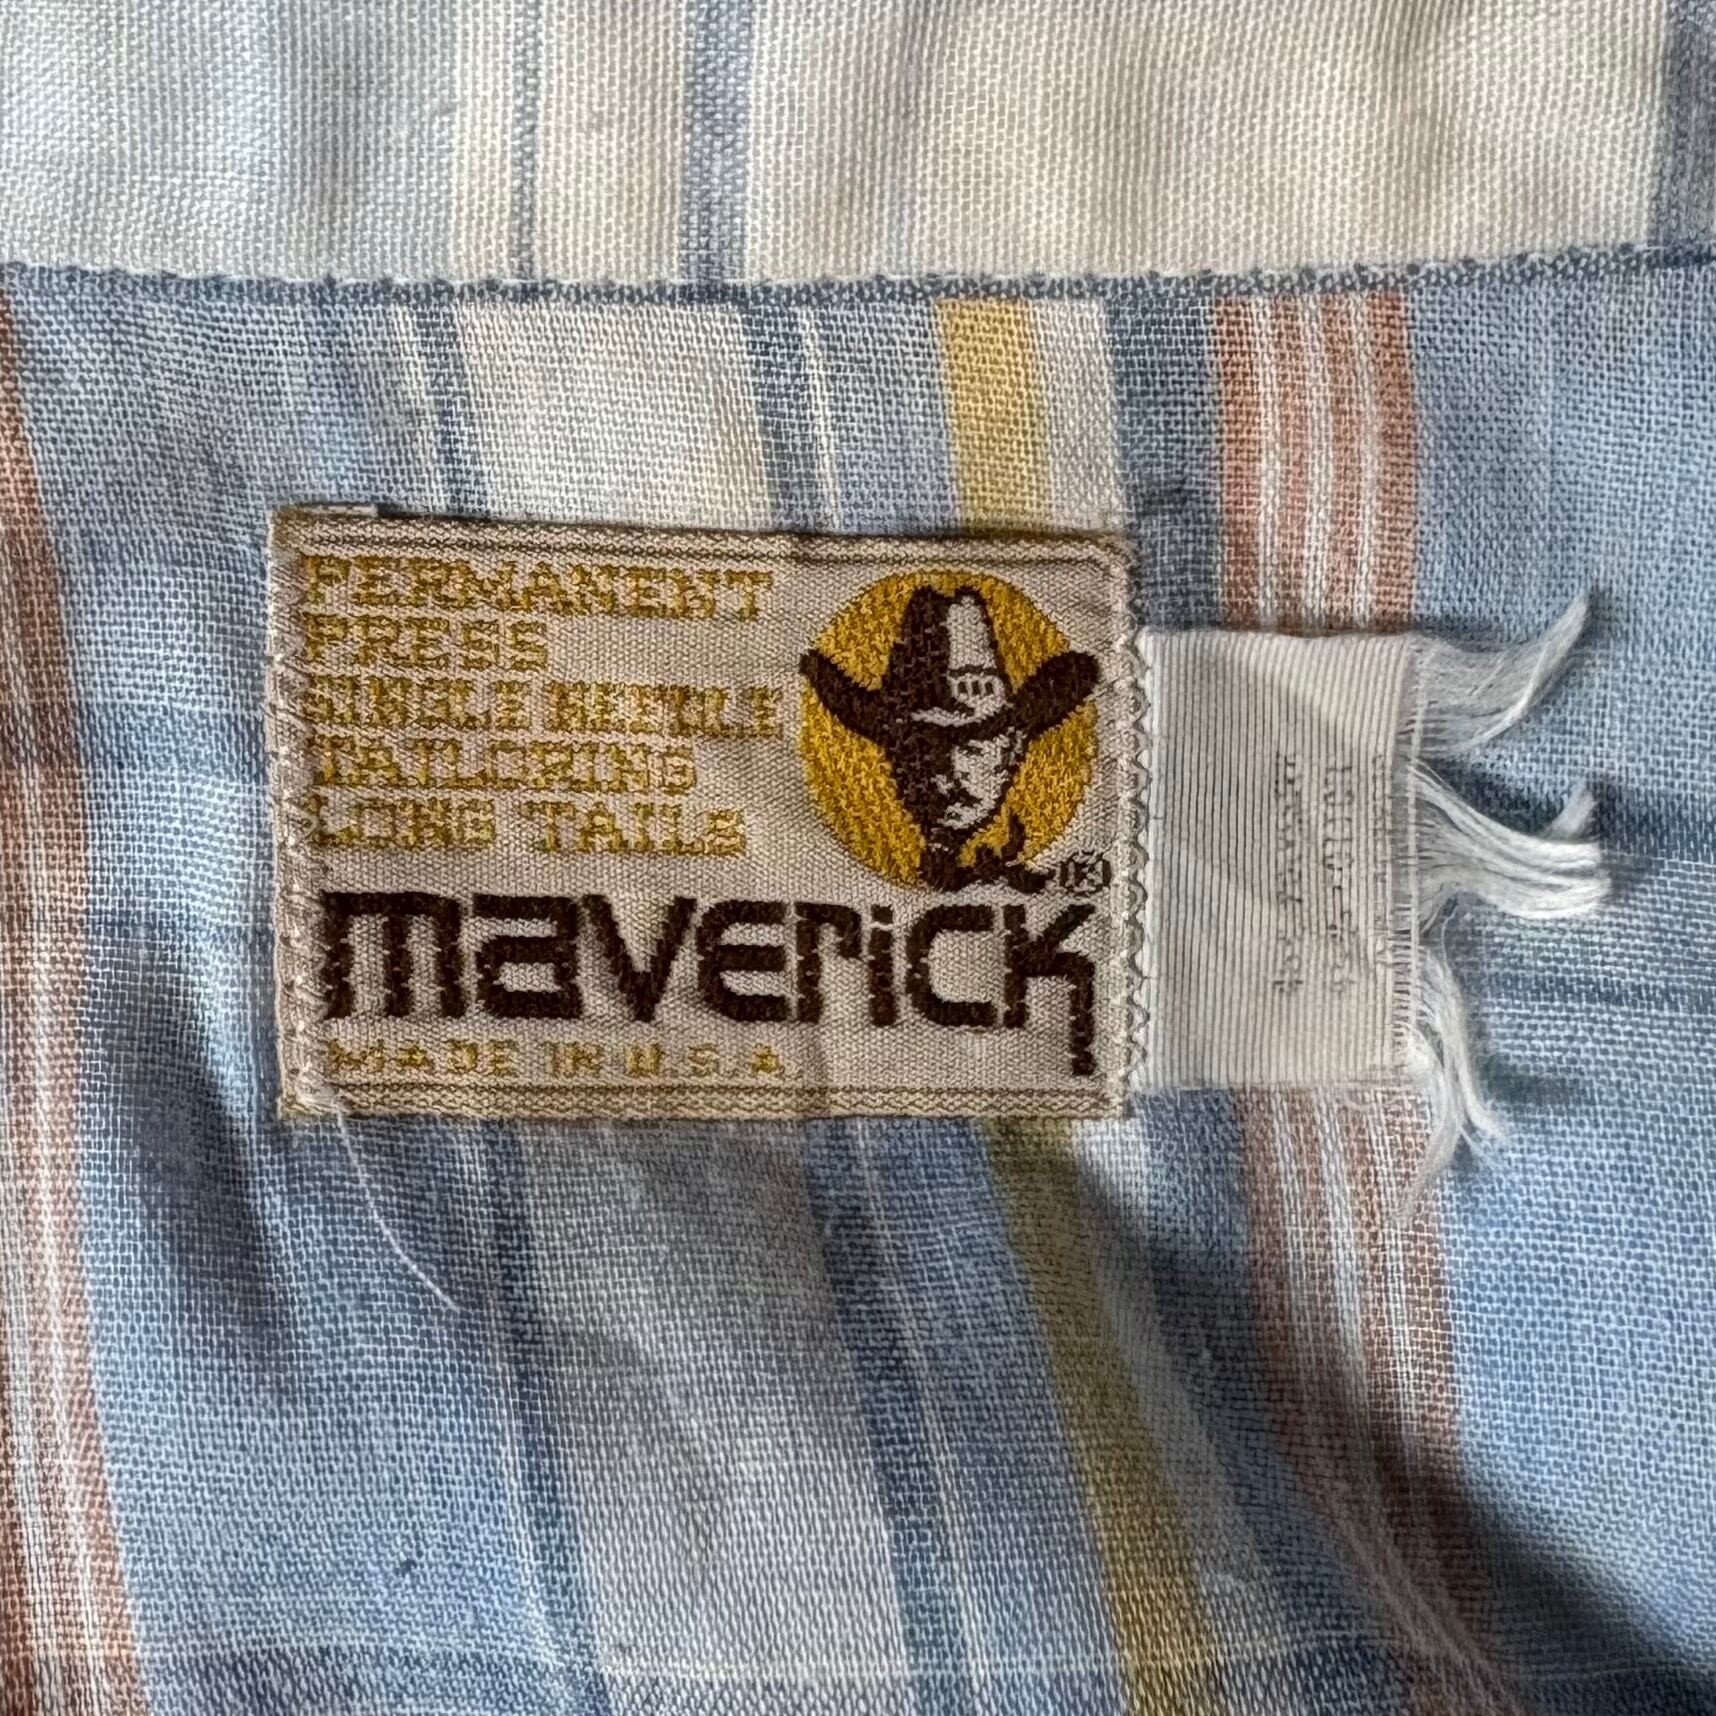 PERMANENT
PRESS
SINGLE NEEDLE
TAILORING
LONG TAILS
®
maverick
MADE IN U.S.A